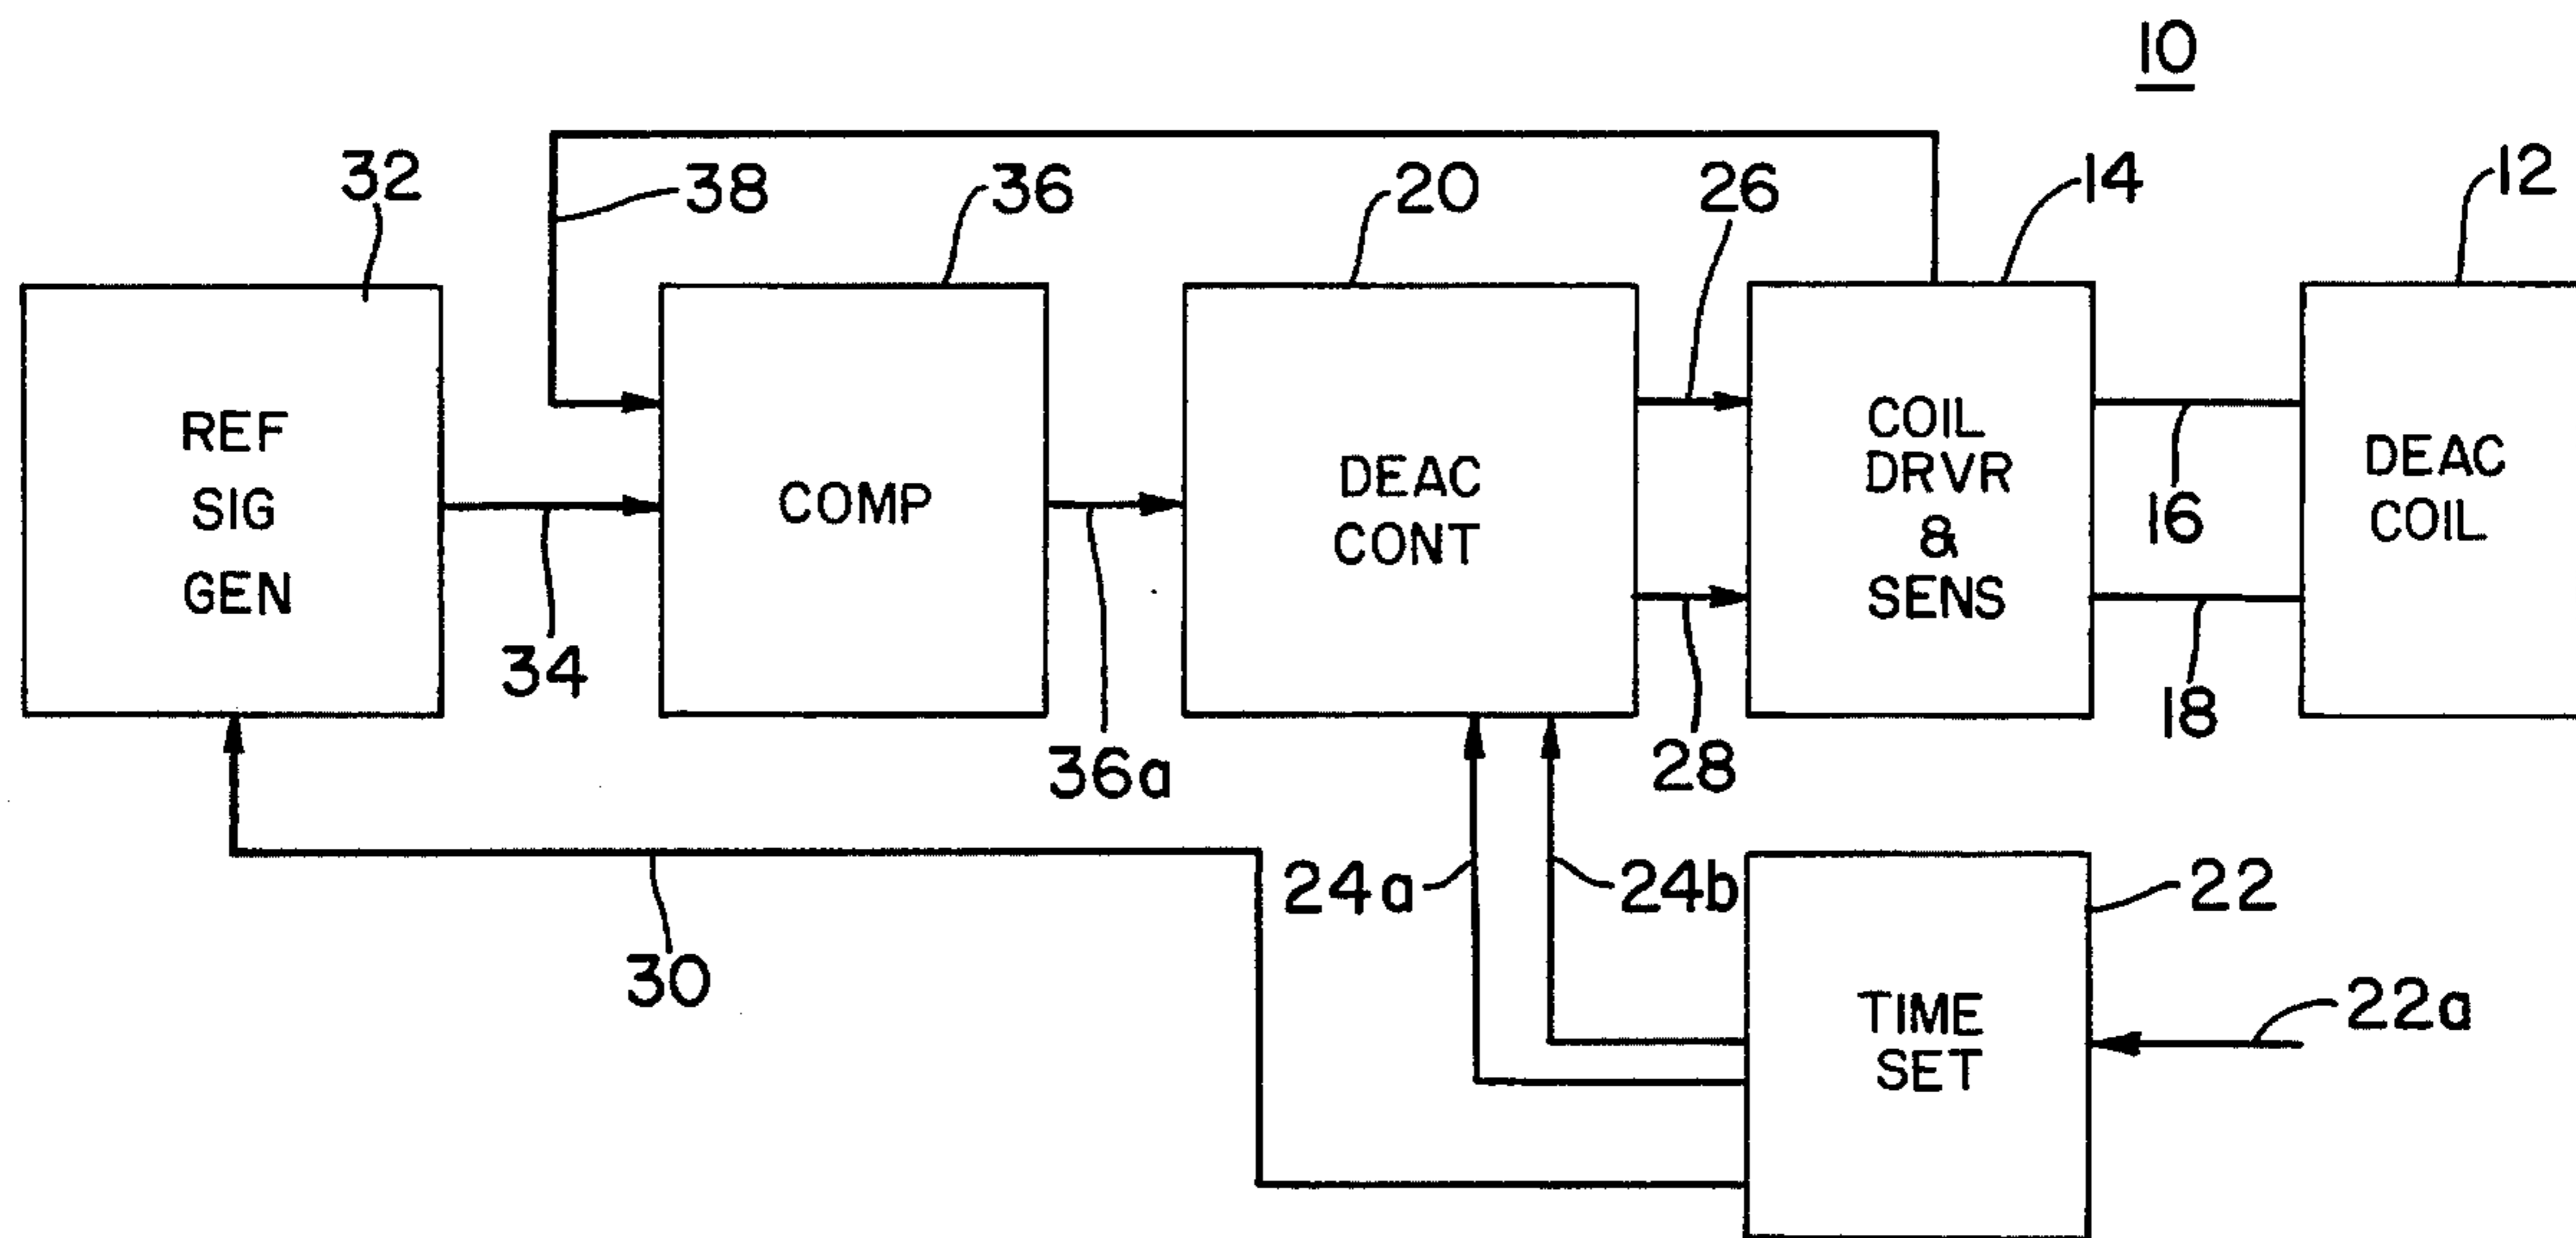 10
32
38
36
20
26
14
12
REF
SIG
GEN
COMP
DEAC
CONT
COIL
DRVR
&
SENS
DEAC
COIL
16
18
34
36a
28
30
24a
24b
22
22a
TIME
SET